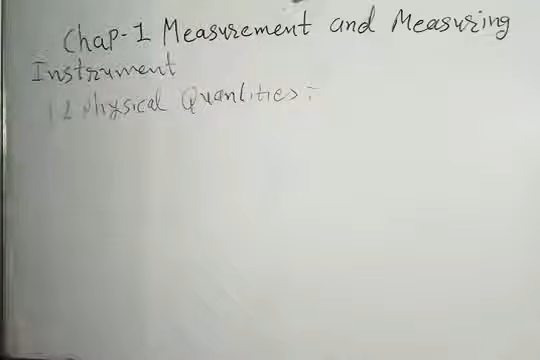 Chap-1 Measurement and Measuring
Instrument
1.2 Physical Quantities:-